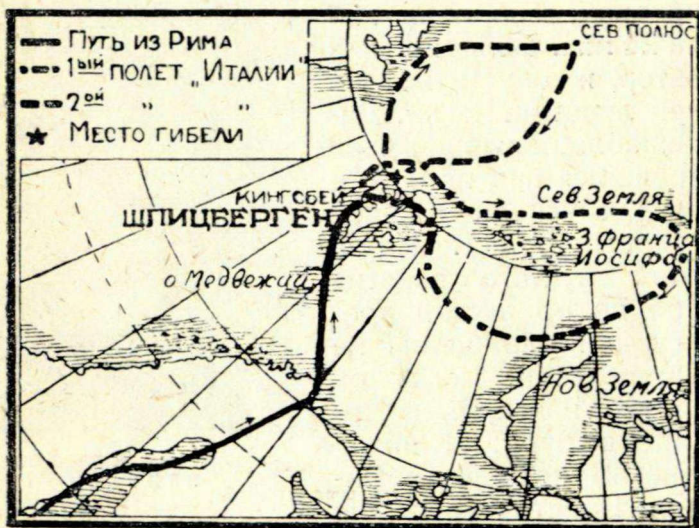 Путь из Рима
1ый полет „Италии"
2ой „ „
Место гибели
СЕВ ПОЛЮС
КИНГСБЕЙ
ШПИЦБЕРГЕН
Сев. Земля
З. Франца
Иосифа
о Медвежий
Нов. Земля